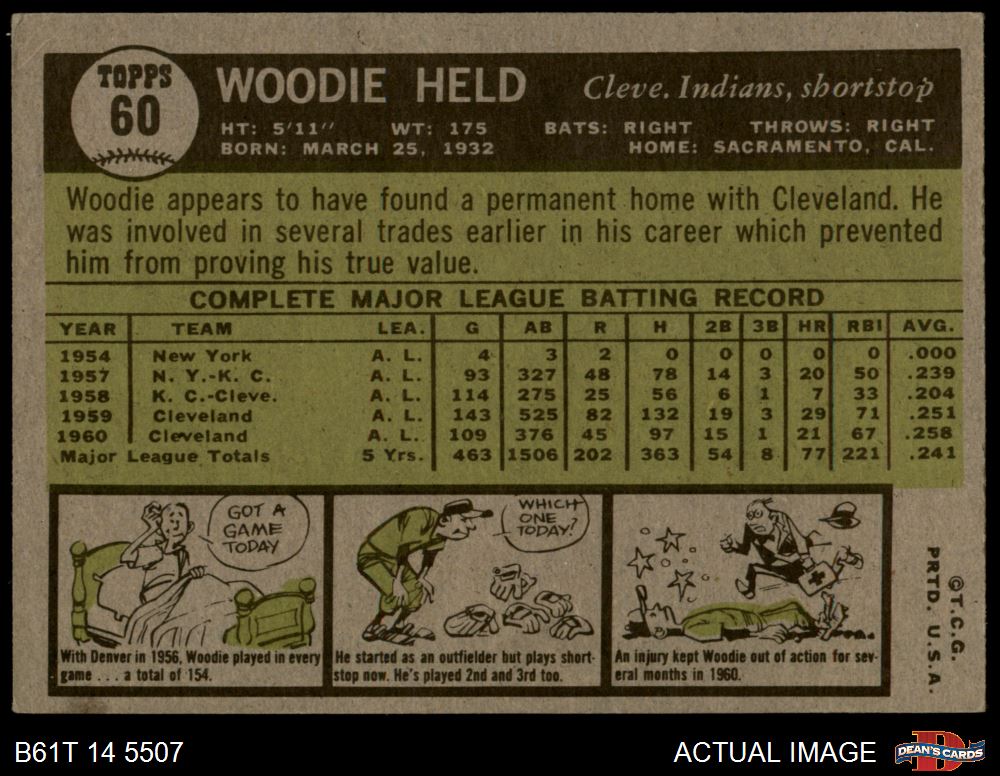 TOPPS
60
WOODIE HELD
Cleve. Indians, shortstop
HT: 5'11" WT: 175 BATS: RIGHT THROWS: RIGHT
BORN: MARCH 25, 1932 HOME: SACRAMENTO, CAL.
Woodie appears to have found a permanent home with Cleveland. He
was involved in several trades earlier in his career which prevented
him from proving his true value.
COMPLETE MAJOR LEAGUE BATTING RECORD
YEAR TEAM LEA. G AB R H 2B 3B HR RBI AVG.
1954 New York A. L. 4 3 2 0 0 0 0 0 .000
1957 N. Y.-K. C. A. L. 93 327 48 78 14 3 20 50 .239
1958 K. C.-Cleve. A. L. 114 275 25 56 6 1 7 33 .204
1959 Cleveland A. L. 143 525 82 132 19 3 29 71 .251
1960 Cleveland A. L. 109 376 45 97 15 1 21 67 .258
Major League Totals 5 Yrs. 463 1506 202 363 54 8 77 221 .241
GOT A
GAME
TODAY
With Denver in 1956, Woodie played in every
game . . . a total of 154.
WHICH
ONE
TODAY?
He started as an outfielder but plays short-
stop now. He's played 2nd and 3rd too.
An injury kept Woodie out of action for sev-
eral months in 1960.
©T.C.G.
PRTD. U.S.A.
B61T 14 5507
ACTUAL IMAGE
DEAN'S CARDS